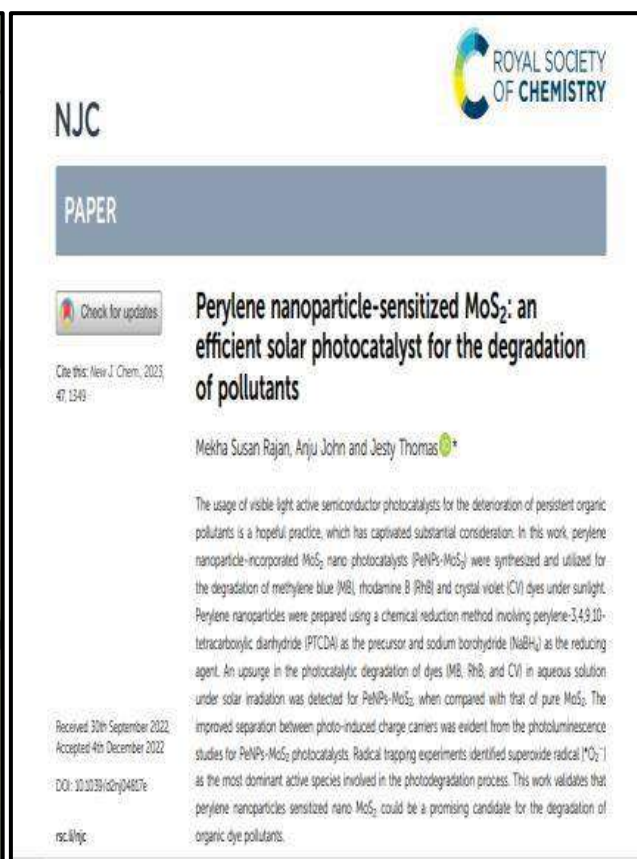 ROYAL SOCIETY
OF CHEMISTRY
NJC
PAPER
Check for updates
Cite this: New J. Chem., 2023,
47, 1349
Perylene nanoparticle-sensitized MoS₂: an
efficient solar photocatalyst for the degradation
of pollutants
Mekha Susan Rajan, Anju John and Jesty Thomas iD *
The usage of visible light active semiconductor photocatalysts for the deterioration of persistent organic
pollutants is a hopeful practice, which has captivated substantial consideration. In this work, perylene
nanoparticle-incorporated MoS₂ nano photocatalysts (PeNPs-MoS₂) were synthesized and utilized for
the degradation of methylene blue (MB), rhodamine B (RhB) and crystal violet (CV) dyes under sunlight.
Perylene nanoparticles were prepared using a chemical reduction method involving perylene-3,4,9,10-
tetracarboxylic dianhydride (PTCDA) as the precursor and sodium borohydride (NaBH₄) as the reducing
agent. An upsurge in the photocatalytic degradation of dyes (MB, RhB, and CV) in aqueous solution
under solar irradiation was detected for PeNPs-MoS₂, when compared with that of pure MoS₂. The
improved separation between photo-induced charge carriers was evident from the photoluminescence
studies for PeNPs-MoS₂ photocatalysts. Radical trapping experiments identified superoxide radical [•O₂⁻]
as the most dominant active species involved in the photodegradation process. This work validates that
perylene nanoparticles sensitized nano MoS₂ could be a promising candidate for the degradation of
organic dye pollutants.
Received 30th September 2022,
Accepted 4th December 2022
DOI: 10.1039/d2nj04817e
rsc.li/njc